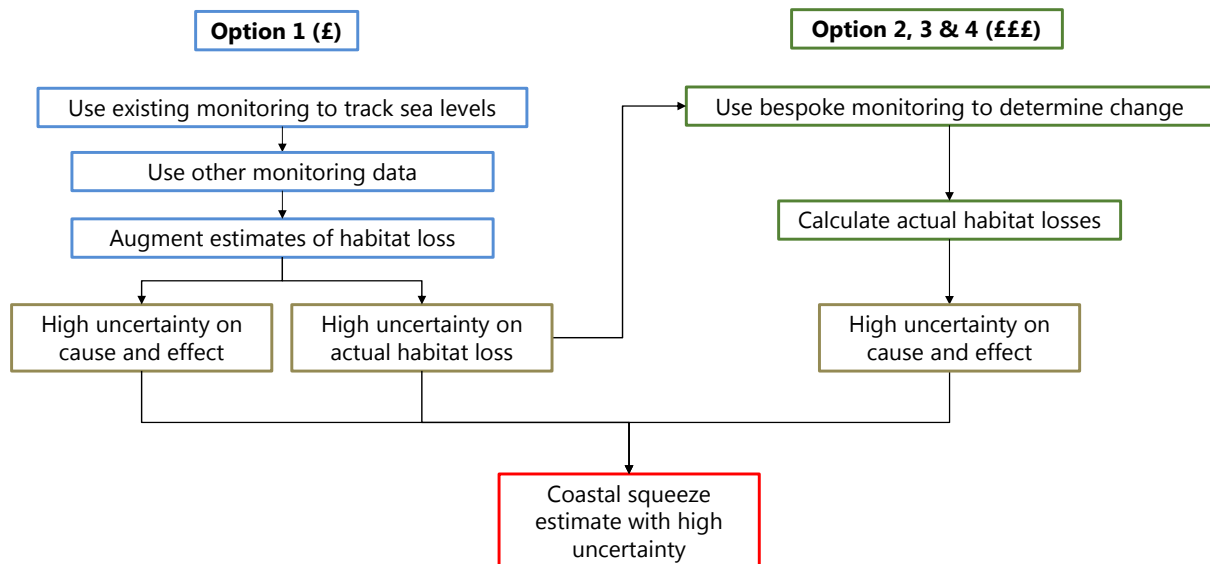 Option 1 (£)
Option 2, 3 & 4 (£££)
Use existing monitoring to track sea levels
Use bespoke monitoring to determine change
Use other monitoring data
Augment estimates of habitat loss
Calculate actual habitat losses
High uncertainty on
cause and effect
High uncertainty on
actual habitat loss
High uncertainty on
cause and effect
Coastal squeeze
estimate with high
uncertainty